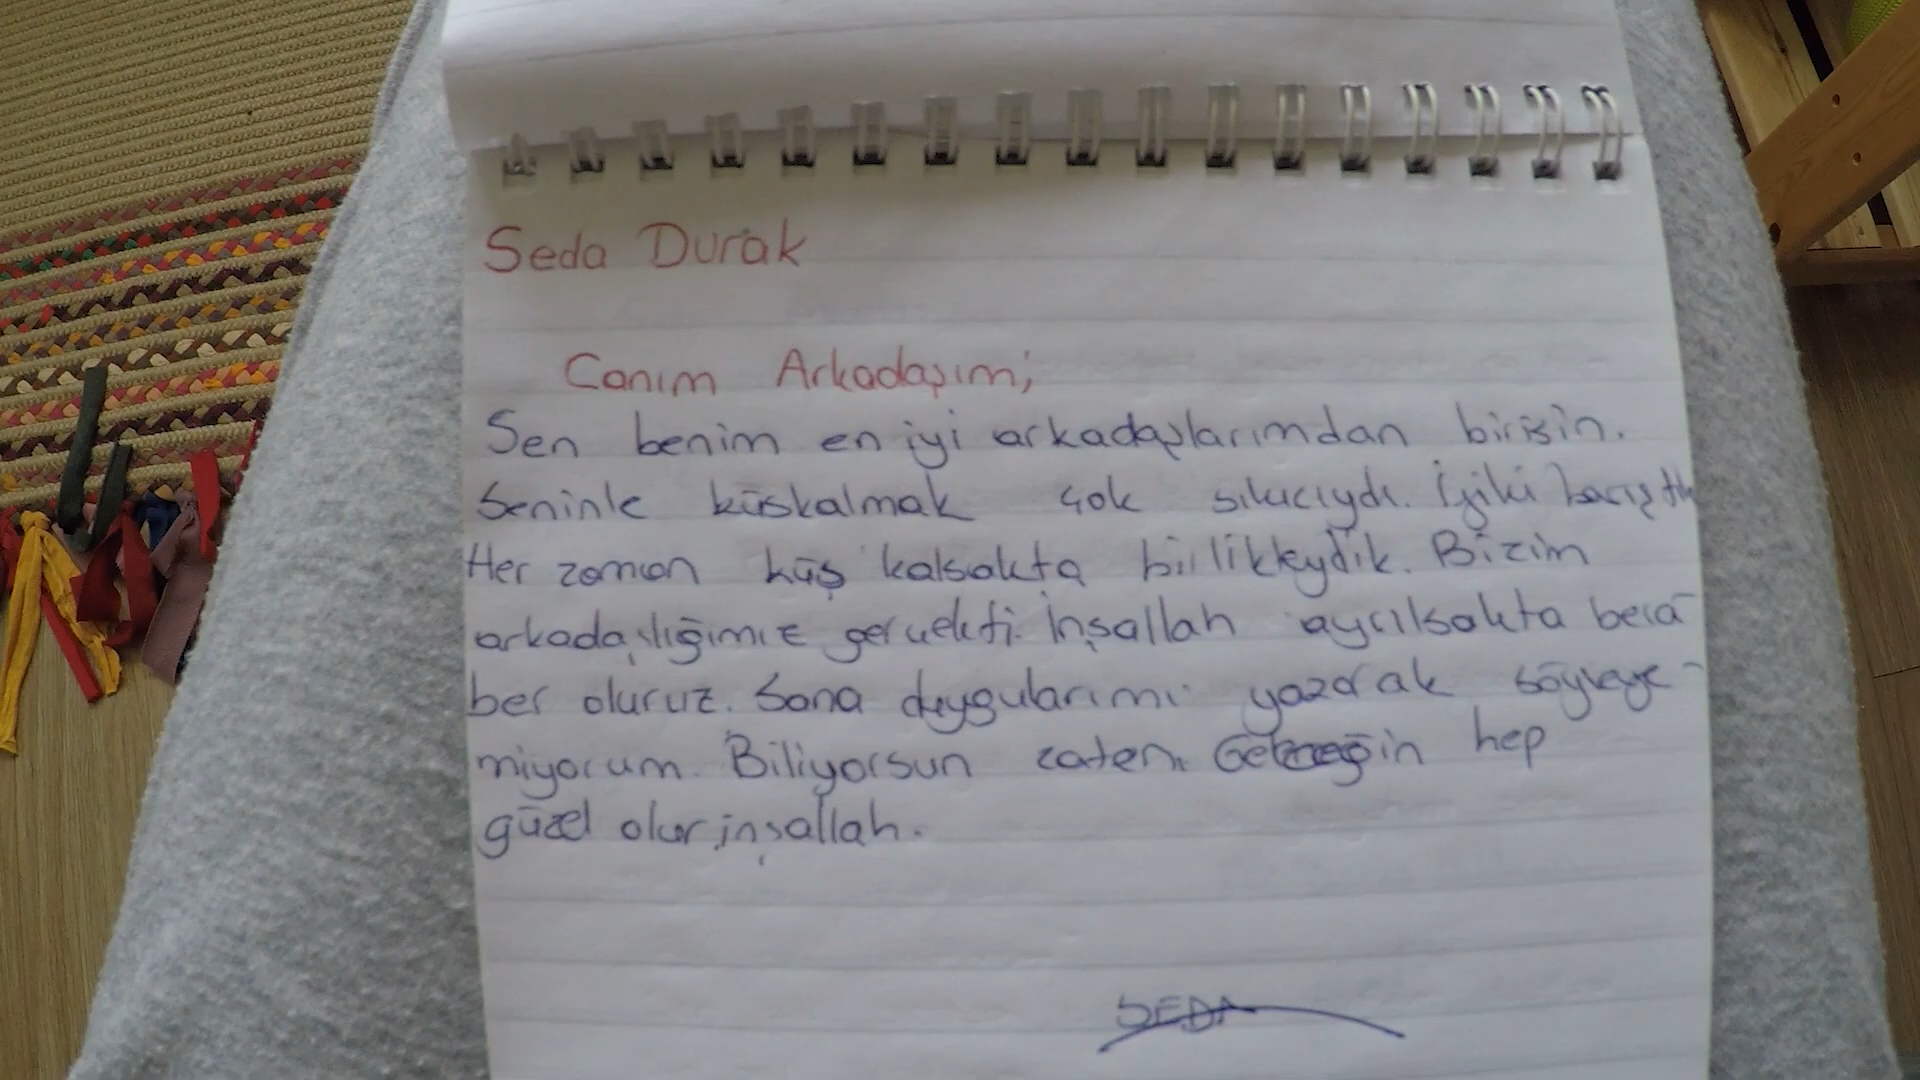 Seda Durak
Canım Arkadaşım;
Sen benim en iyi arkadaşlarımdan birisin.
Seninle küskalmak çok sıkıcıydı. İyiki barıştık
Her zaman küş kalsakta birlikteydik. Bizim
arkadaşlığımız gerçekti. İnşallah ayrılsakta bera-
ber oluruz. Sana duygularımı yazarak söyleye-
miyorum. Biliyorsun zaten. hep
güzel olur inşallah.
SEDA